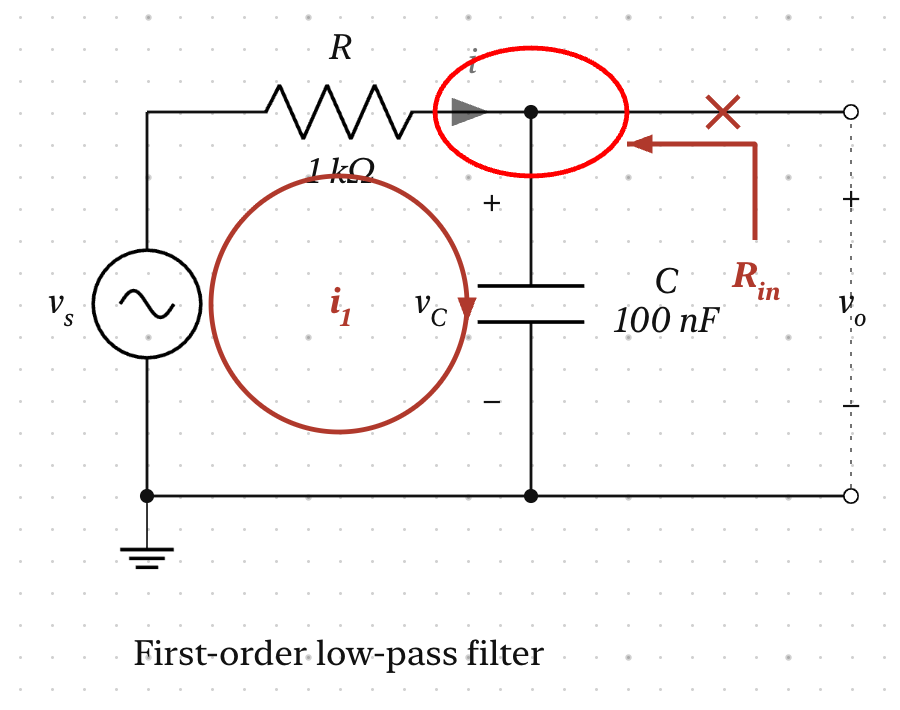 R
i
1 kΩ
+
+
C
R_in
v_s
i_1
v_C
100 nF
v_o
−
−
First-order low-pass filter